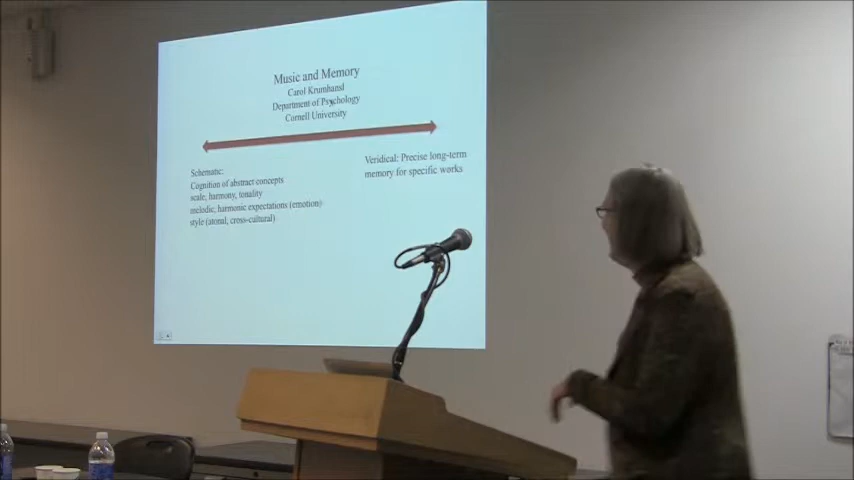 Music and Memory
Carol Krumhansl
Department of Psychology
Cornell University
Schematic:
Cognition of abstract concepts
scale, harmony, tonality
melodic, harmonic expectations (emotion)
style (atonal, cross-cultural)
Veridical: Precise long-term
memory for specific works